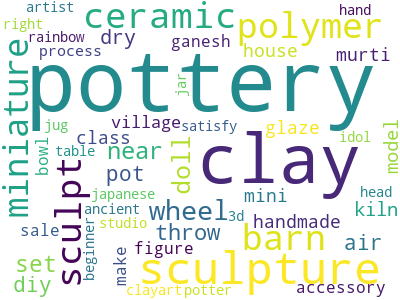 artist
right
ceramic
polymer
hand
rainbow
dry
ganesh
process
house
murti
pottery
miniature
jar
jug
village
satisfy
glaze
idol
model
class
clay
bowl
table
near
doll
sculpt
pot
mini
head
japanese
ancient
wheel
3d
handmade
kiln
studio
sale
beginner
throw
barn
air
figure
make
set
sculpture
accessory
diy
clayart
potter